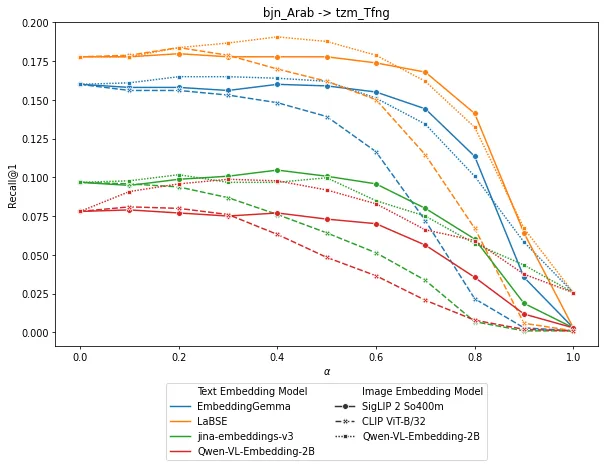 bjn_Arab -> tzm_Tfng
0.200
0.175
0.150
0.125
0.100
0.075
0.050
0.025
0.000
Recall@1
0.0 0.2 0.4 0.6 0.8 1.0
α
Text Embedding Model Image Embedding Model
EmbeddingGemma SigLIP 2 So400m
LaBSE CLIP ViT-B/32
jina-embeddings-v3 Qwen-VL-Embedding-2B
Qwen-VL-Embedding-2B